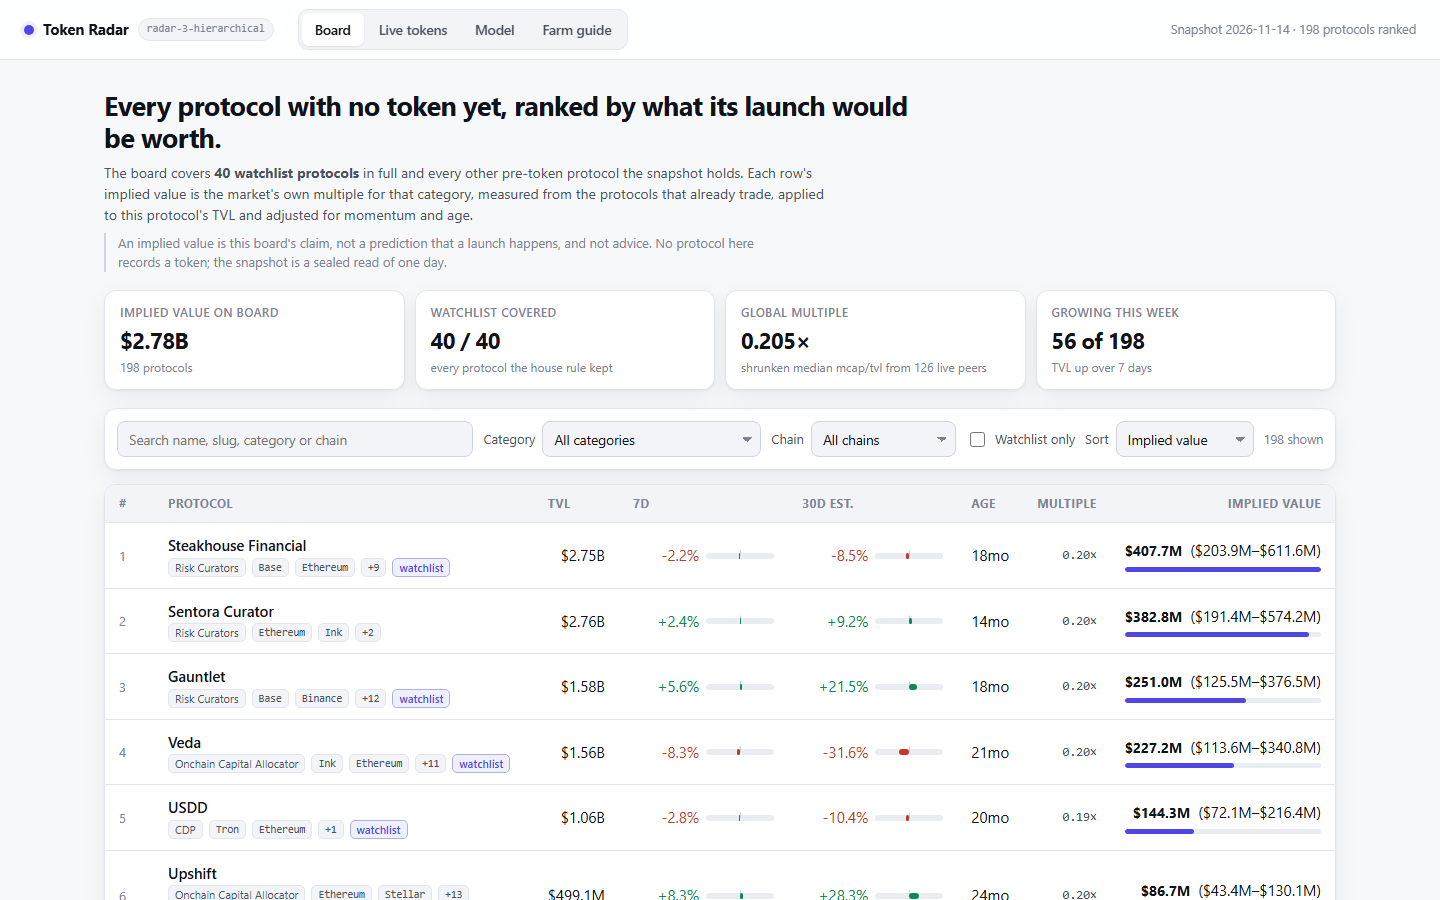 Token Radar radar-3-hierarchical Board Live tokens Model Farm guide Snapshot 2026-11-14 · 198 protocols ranked
Every protocol with no token yet, ranked by what its launch would
be worth.
The board covers 40 watchlist protocols in full and every other pre-token protocol the snapshot holds. Each row's
implied value is the market's own multiple for that category, measured from the protocols that already trade, applied
to this protocol's TVL and adjusted for momentum and age.
An implied value is this board's claim, not a prediction that a launch happens, and not advice. No protocol here
records a token; the snapshot is a sealed read of one day.
IMPLIED VALUE ON BOARD
$2.78B
198 protocols
WATCHLIST COVERED
40 / 40
every protocol the house rule kept
GLOBAL MULTIPLE
0.205×
shrunken median mcap/tvl from 126 live peers
GROWING THIS WEEK
56 of 198
TVL up over 7 days
Search name, slug, category or chain Category All categories Chain All chains Watchlist only Sort Implied value 198 shown
# PROTOCOL TVL 7D 30D EST. AGE MULTIPLE IMPLIED VALUE
1 Steakhouse Financial $2.75B -2.2% -8.5% 18mo 0.20x $407.7M ($203.9M–$611.6M)
Risk Curators Base Ethereum +9 watchlist
2 Sentora Curator $2.76B +2.4% +9.2% 14mo 0.20x $382.8M ($191.4M–$574.2M)
Risk Curators Ethereum Ink +2
3 Gauntlet $1.58B +5.6% +21.5% 18mo 0.20x $251.0M ($125.5M–$376.5M)
Risk Curators Base Binance +12 watchlist
4 Veda $1.56B -8.3% -31.6% 21mo 0.20x $227.2M ($113.6M–$340.8M)
Onchain Capital Allocator Ink Ethereum +11 watchlist
5 USDD $1.06B -2.8% -10.4% 20mo 0.19x $144.3M ($72.1M–$216.4M)
CDP Tron Ethereum +1 watchlist
6 Upshift $499.1M +8.3% +28.3% 24mo 0.20x $86.7M ($43.4M–$130.1M)
Onchain Capital Allocator Ethereum Stellar +13